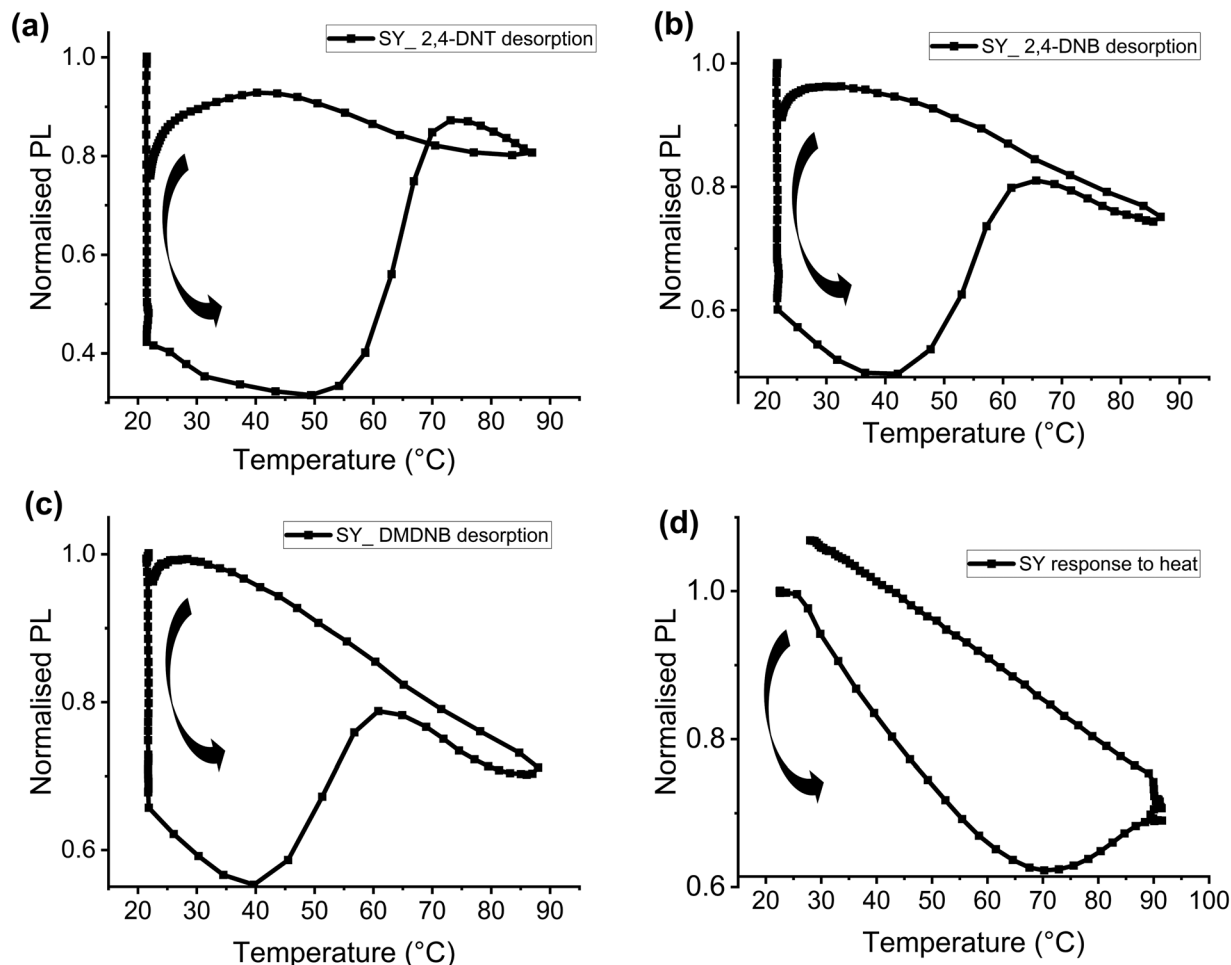 (a)
SY_ 2,4-DNT desorption
1.0
0.8
0.6
0.4
Normalised PL
20 30 40 50 60 70 80 90
Temperature (°C)
(b)
SY_ 2,4-DNB desorption
1.0
0.8
0.6
Normalised PL
20 30 40 50 60 70 80 90
Temperature (°C)
(c)
SY_ DMDNB desorption
1.0
0.8
0.6
Normalised PL
20 30 40 50 60 70 80 90
Temperature (°C)
(d)
SY response to heat
1.0
0.8
0.6
Normalised PL
20 30 40 50 60 70 80 90 100
Temperature (°C)